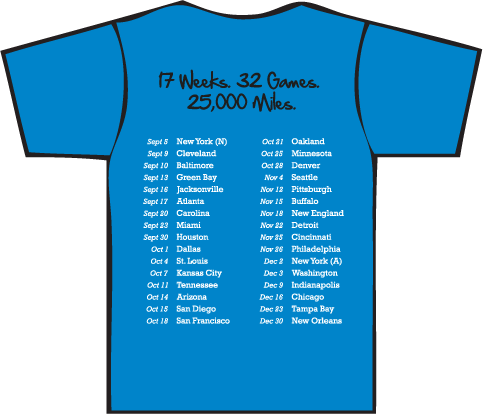 17 Weeks. 32 Games.
25,000 Miles.
Sept 5 New York (N)
Sept 9 Cleveland
Sept 10 Baltimore
Sept 13 Green Bay
Sept 16 Jacksonville
Sept 17 Atlanta
Sept 20 Carolina
Sept 23 Miami
Sept 30 Houston
Oct 1 Dallas
Oct 4 St. Louis
Oct 7 Kansas City
Oct 11 Tennessee
Oct 14 Arizona
Oct 15 San Diego
Oct 18 San Francisco
Oct 21 Oakland
Oct 25 Minnesota
Oct 28 Denver
Nov 4 Seattle
Nov 12 Pittsburgh
Nov 15 Buffalo
Nov 18 New England
Nov 22 Detroit
Nov 25 Cincinnati
Nov 26 Philadelphia
Dec 2 New York (A)
Dec 3 Washington
Dec 9 Indianapolis
Dec 16 Chicago
Dec 23 Tampa Bay
Dec 30 New Orleans